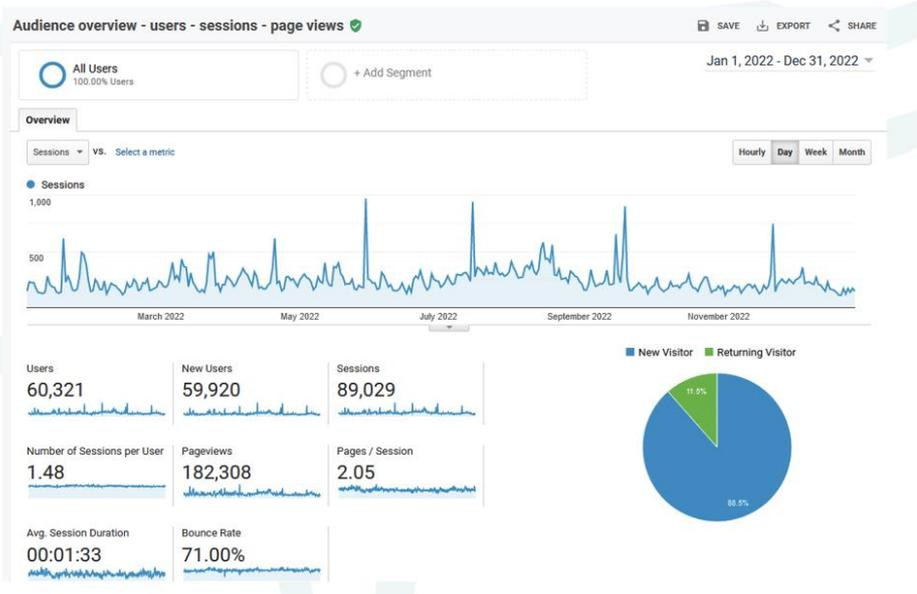 Audience overview - users - sessions - page views
SAVE EXPORT SHARE
All Users
100.00% Users
+ Add Segment
Jan 1, 2022 - Dec 31, 2022
Overview
Sessions VS. Select a metric
Hourly Day Week Month
Sessions
1,000
500
March 2022 May 2022 July 2022 September 2022 November 2022
New Visitor Returning Visitor
Users
60,321
New Users
59,920
Sessions
89,029
Number of Sessions per User
1.48
Pageviews
182,308
Pages / Session
2.05
Avg. Session Duration
00:01:33
Bounce Rate
71.00%
11.5%
88.5%